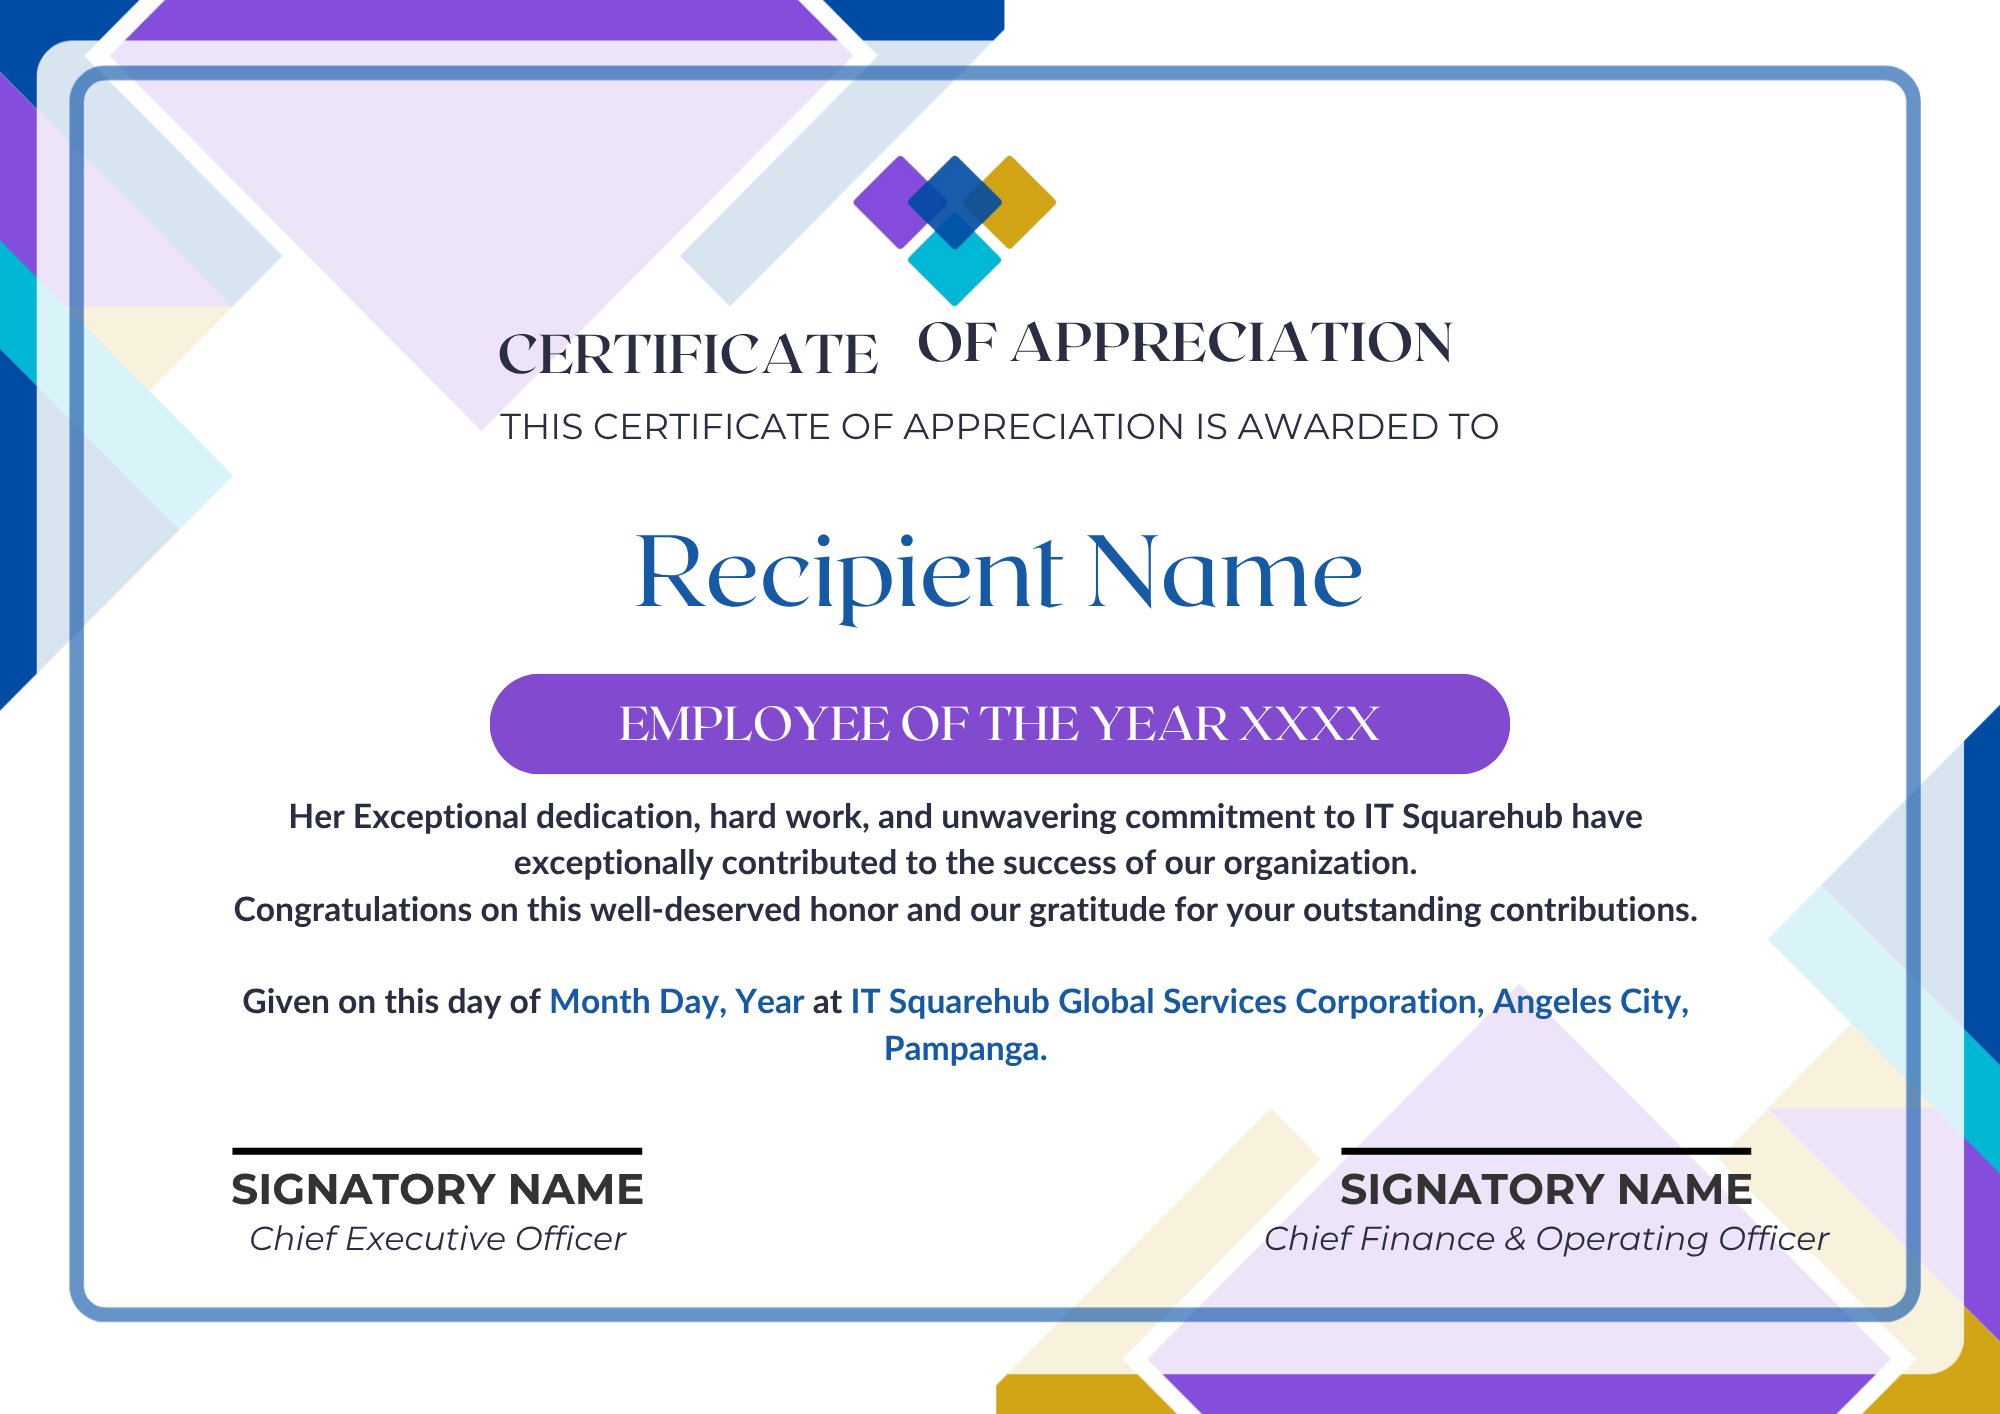 CERTIFICATE OF APPRECIATION
THIS CERTIFICATE OF APPRECIATION IS AWARDED TO
Recipient Name
EMPLOYEE OF THE YEAR XXXX
Her Exceptional dedication, hard work, and unwavering commitment to IT Squarehub have
exceptionally contributed to the success of our organization.
Congratulations on this well-deserved honor and our gratitude for your outstanding contributions.
Given on this day of Month Day, Year at IT Squarehub Global Services Corporation, Angeles City,
Pampanga.
SIGNATORY NAME
Chief Executive Officer
SIGNATORY NAME
Chief Finance & Operating Officer